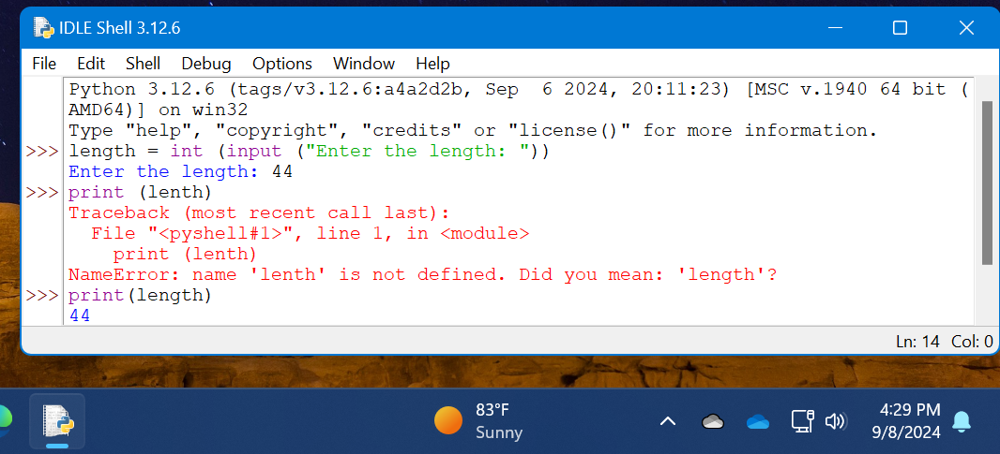 IDLE Shell 3.12.6
File Edit Shell Debug Options Window Help
Python 3.12.6 (tags/v3.12.6:a4a2d2b, Sep  6 2024, 20:11:23) [MSC v.1940 64 bit (
AMD64)] on win32
Type "help", "copyright", "credits" or "license()" for more information.
>>> length = int (input ("Enter the length: "))
Enter the length: 44
>>> print (lenth)
Traceback (most recent call last):
  File "<pyshell#1>", line 1, in <module>
    print (lenth)
NameError: name 'lenth' is not defined. Did you mean: 'length'?
>>> print(length)
44
Ln: 14 Col: 0
83°F
Sunny
4:29 PM
9/8/2024